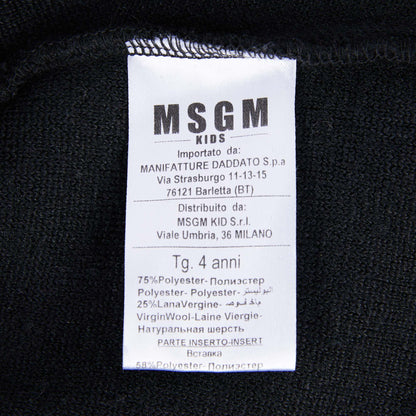 MSGM
KIDS
Importato da:
MANIFATTURE DADDATO S.p.a
Via Strasburgo 11-13-15
76121 Barletta (BT)
Distribuito da:
MSGM KID S.r.l.
Viale Umbria, 36 MILANO
Tg. 4 anni
75%Polyester-Полиэстер
Polyester- Polyester-
25%LanaVergine-
VirginWool-Laine Viergie-
Натуральная шерсть
PARTE INSERTO-INSERT
Вставка
58%Polyester-Полиэстер